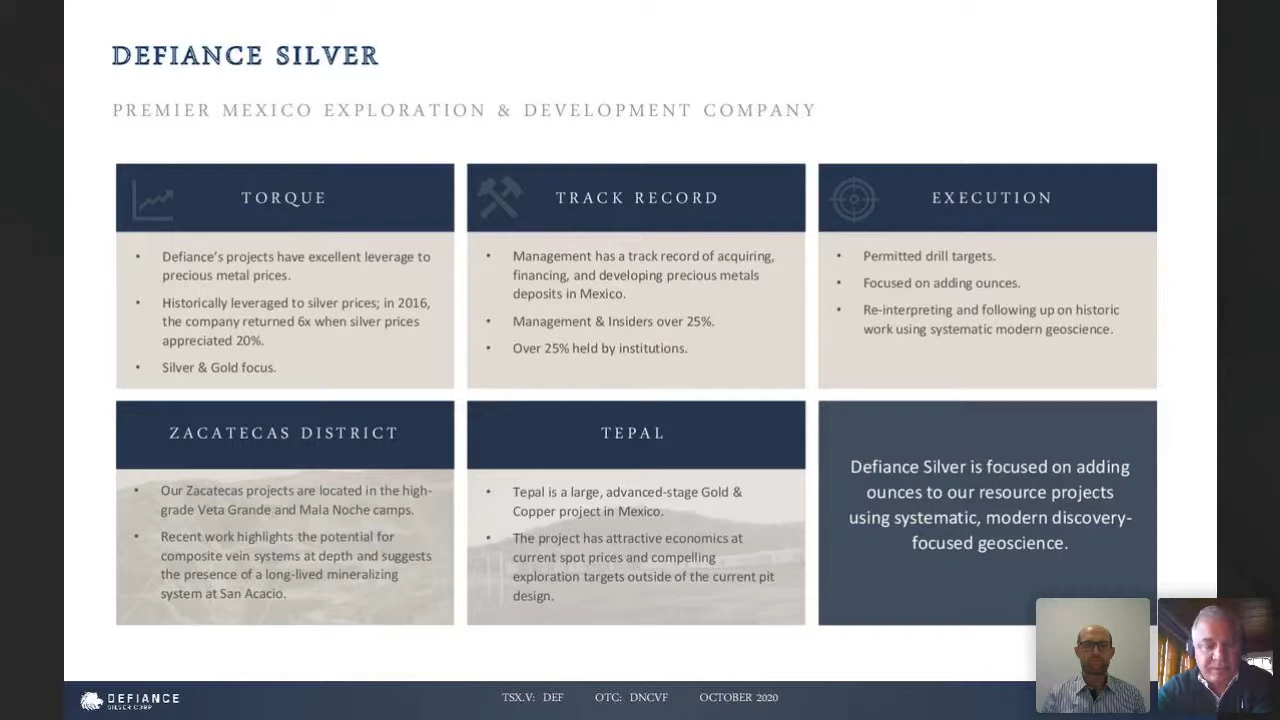 DEFIANCE SILVER
PREMIER MEXICO EXPLORATION & DEVELOPMENT COMPANY
TORQUE
• Defiance's projects have excellent leverage to
precious metal prices.
• Historically leveraged to silver prices; in 2016,
the company returned 6x when silver prices
appreciated 20%.
• Silver & Gold focus.
TRACK RECORD
• Management has a track record of acquiring,
financing, and developing precious metals
deposits in Mexico.
• Management & Insiders over 25%.
• Over 25% held by institutions.
EXECUTION
• Permitted drill targets.
• Focused on adding ounces.
• Re-interpreting and following up on historic
work using systematic modern geoscience.
ZACATECAS DISTRICT
• Our Zacatecas projects are located in the high-
grade Veta Grande and Mala Noche camps.
• Recent work highlights the potential for
composite vein systems at depth and suggests
the presence of a long-lived mineralizing
system at San Acacio.
TEPAL
• Tepal is a large, advanced-stage Gold &
Copper project in Mexico.
• The project has attractive economics at
current spot prices and compelling
exploration targets outside of the current pit
design.
Defiance Silver is focused on adding
ounces to our resource projects
using systematic, modern discovery-
focused geoscience.
DEFIANCE
SILVER CORP
TSX.V: DEF OTC: DNCVF OCTOBER 2020